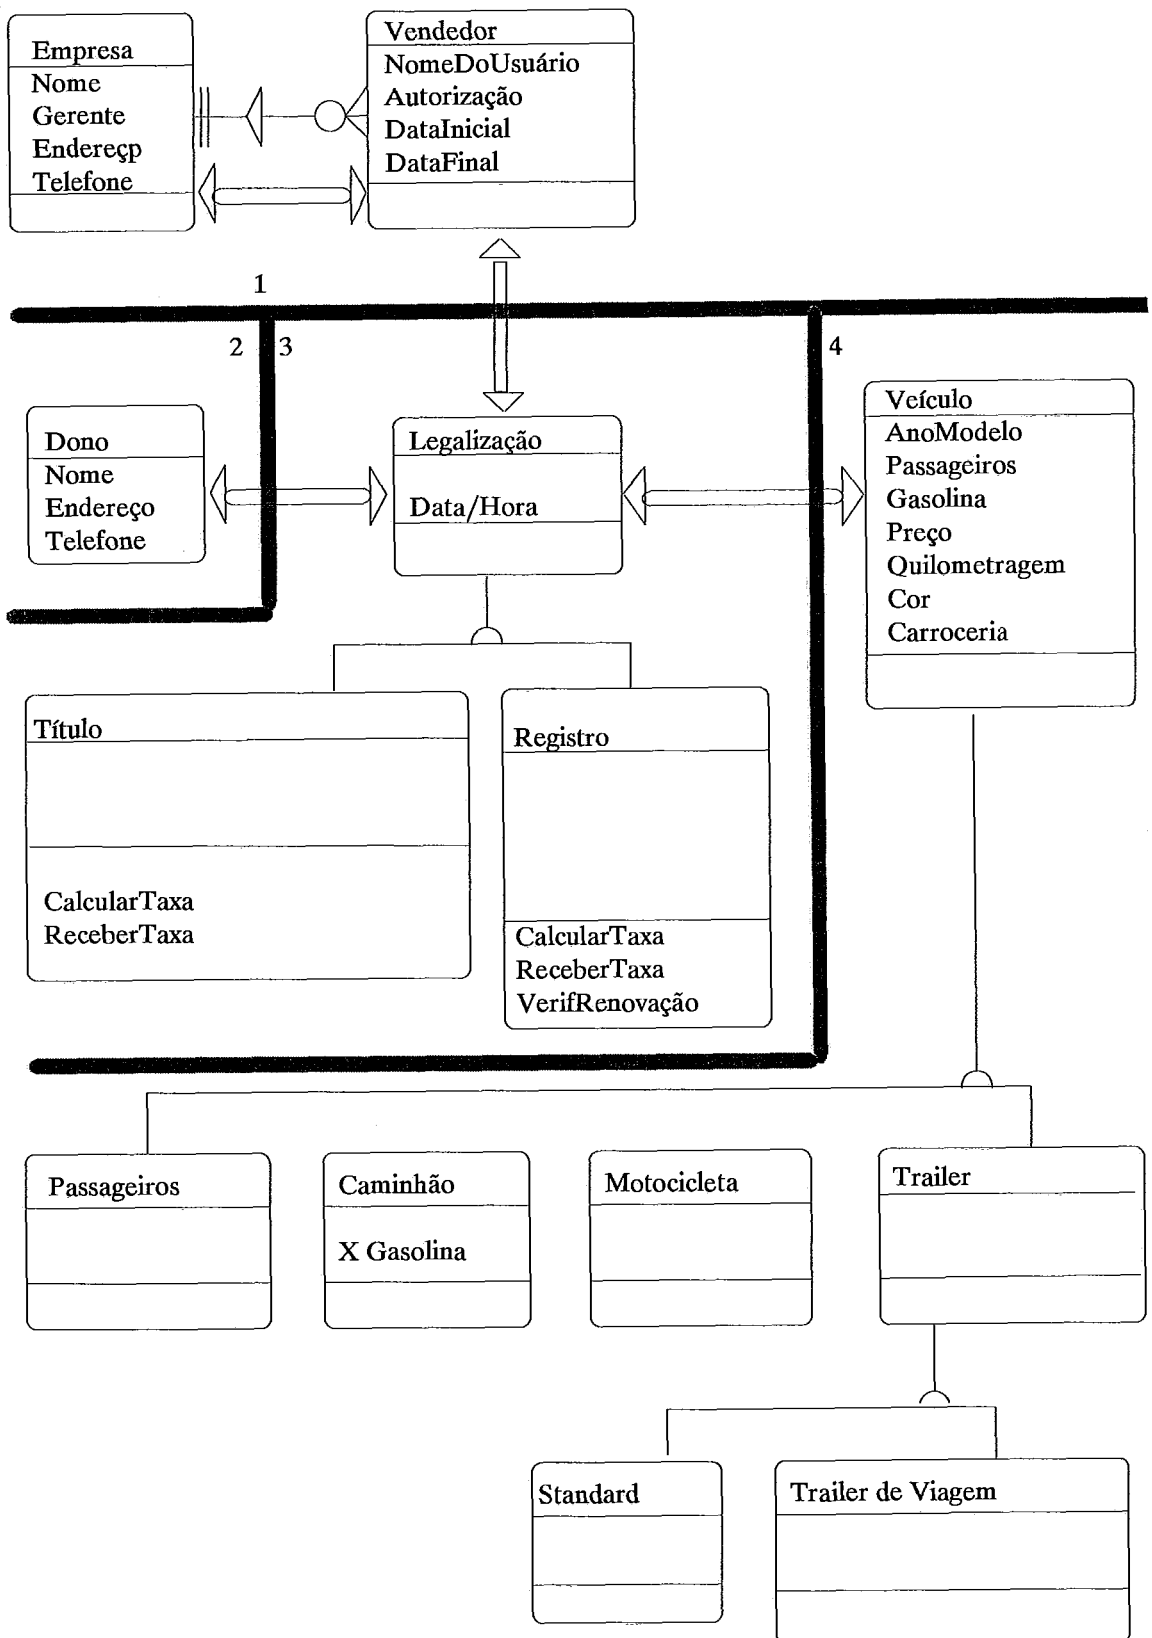 Empresa
Nome
Gerente
Endereçp
Telefone
Vendedor
NomeDoUsuário
Autorização
DataInicial
DataFinal
1
2
3
4
Dono
Nome
Endereço
Telefone
Legalização
Data/Hora
Veículo
AnoModelo
Passageiros
Gasolina
Preço
Quilometragem
Cor
Carroceria
Título
CalcularTaxa
ReceberTaxa
Registro
CalcularTaxa
ReceberTaxa
VerifRenovação
Passageiros
Caminhão
X Gasolina
Motocicleta
Trailer
Standard
Trailer de Viagem